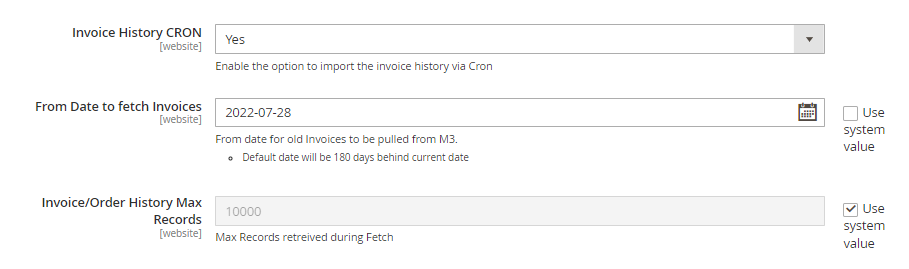 Invoice History CRON
[website]
Yes
Enable the option to import the invoice history via Cron
From Date to fetch Invoices
[website]
2022-07-28
Use
system
value
From date for old Invoices to be pulled from M3.
Default date will be 180 days behind current date
Invoice/Order History Max
Records
[website]
10000
Use
system
value
Max Records retreived during Fetch